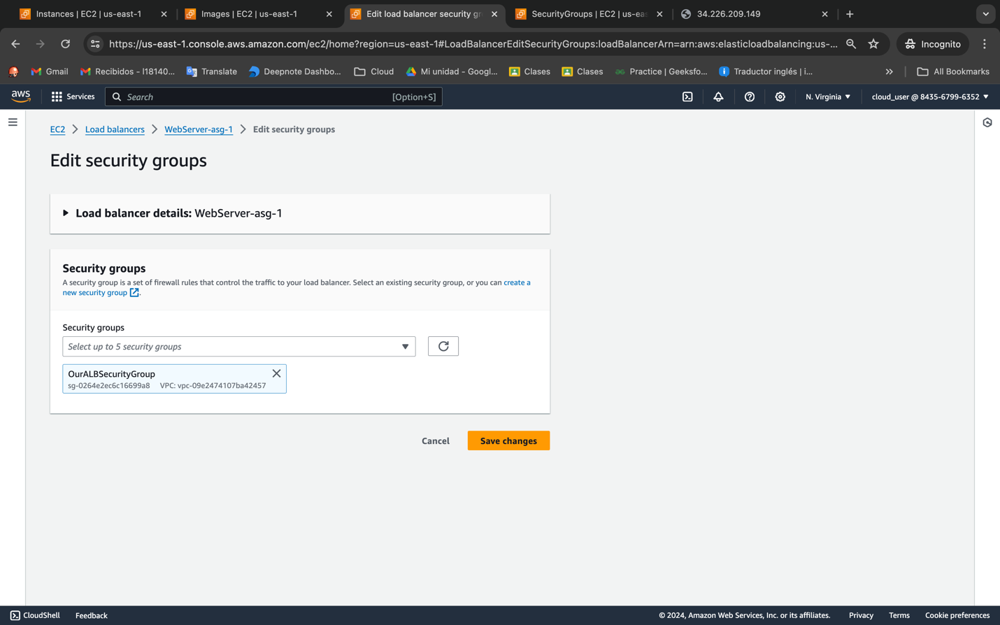 Instances | EC2 | us-east-1
Images | EC2 | us-east-1
Edit load balancer security gr
SecurityGroups | EC2 | us-eas
34.226.209.149
https://us-east-1.console.aws.amazon.com/ec2/home?region=us-east-1#LoadBalancerEditSecurityGroups:loadBalancerArn=arn:aws:elasticloadbalancing:us-...
Incognito
Gmail
Recibidos - l18140...
Translate
Deepnote Dashbo...
Cloud
Mi unidad - Googl...
Clases
Clases
Practice | Geeksfo...
Traductor inglés | i...
All Bookmarks
aws
Services
Search
[Option+S]
N. Virginia
cloud_user @ 8435-6799-6352
EC2
Load balancers
WebServer-asg-1
Edit security groups
Edit security groups
Load balancer details: WebServer-asg-1
Security groups
A security group is a set of firewall rules that control the traffic to your load balancer. Select an existing security group, or you can create a
new security group.
Security groups
Select up to 5 security groups
OurALBSecurityGroup
sg-0264e2ec6c16699a8 VPC: vpc-09e2474107ba42457
Cancel
Save changes
CloudShell
Feedback
© 2024, Amazon Web Services, Inc. or its affiliates.
Privacy
Terms
Cookie preferences